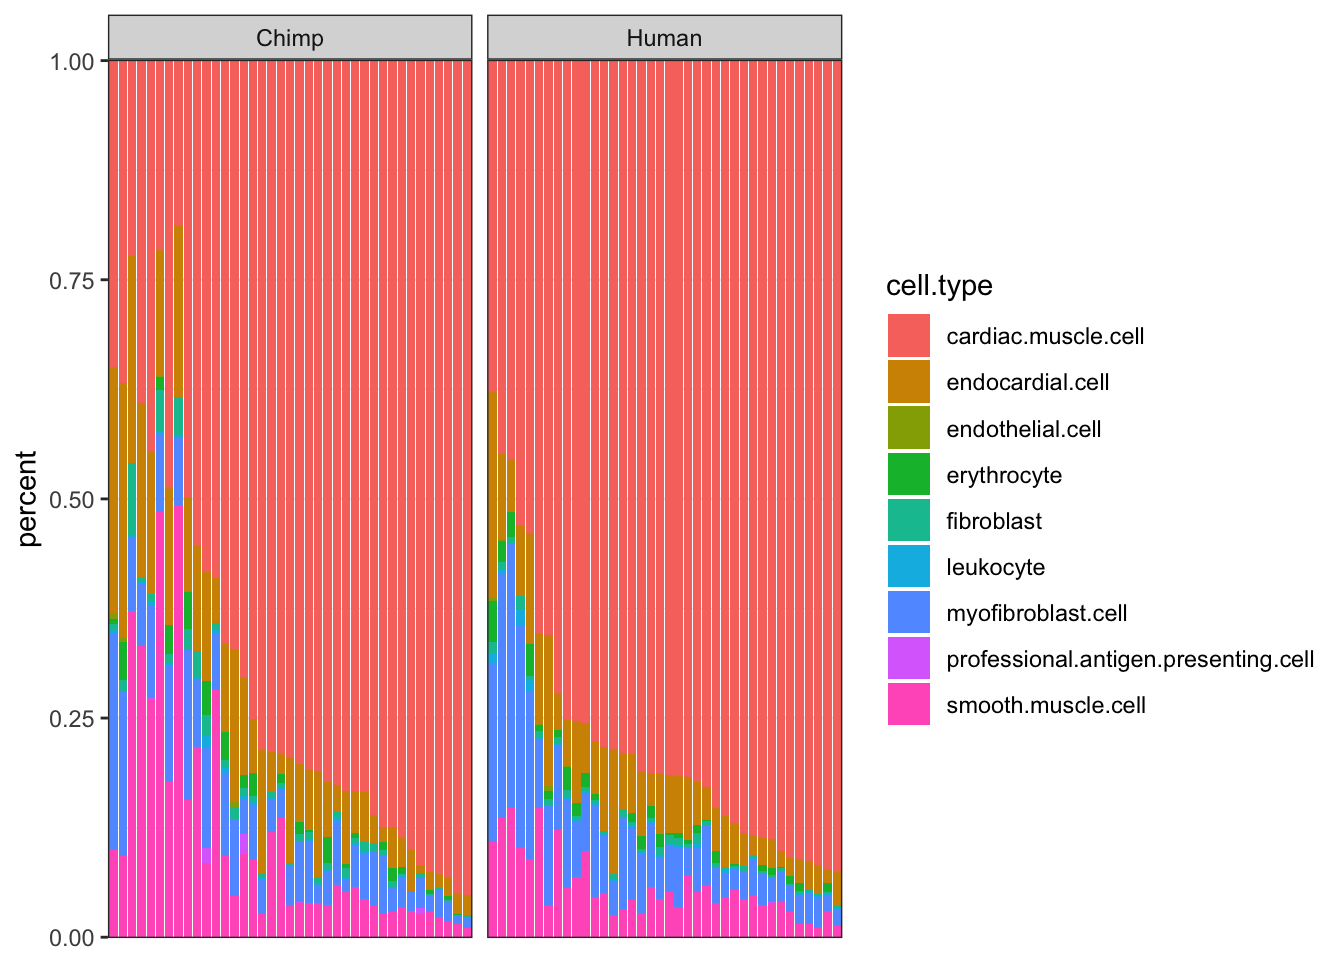 Chimp
Human
1.00
0.75
0.50
0.25
0.00
percent
cell.type
cardiac.muscle.cell
endocardial.cell
endothelial.cell
erythrocyte
fibroblast
leukocyte
myofibroblast.cell
professional.antigen.presenting.cell
smooth.muscle.cell